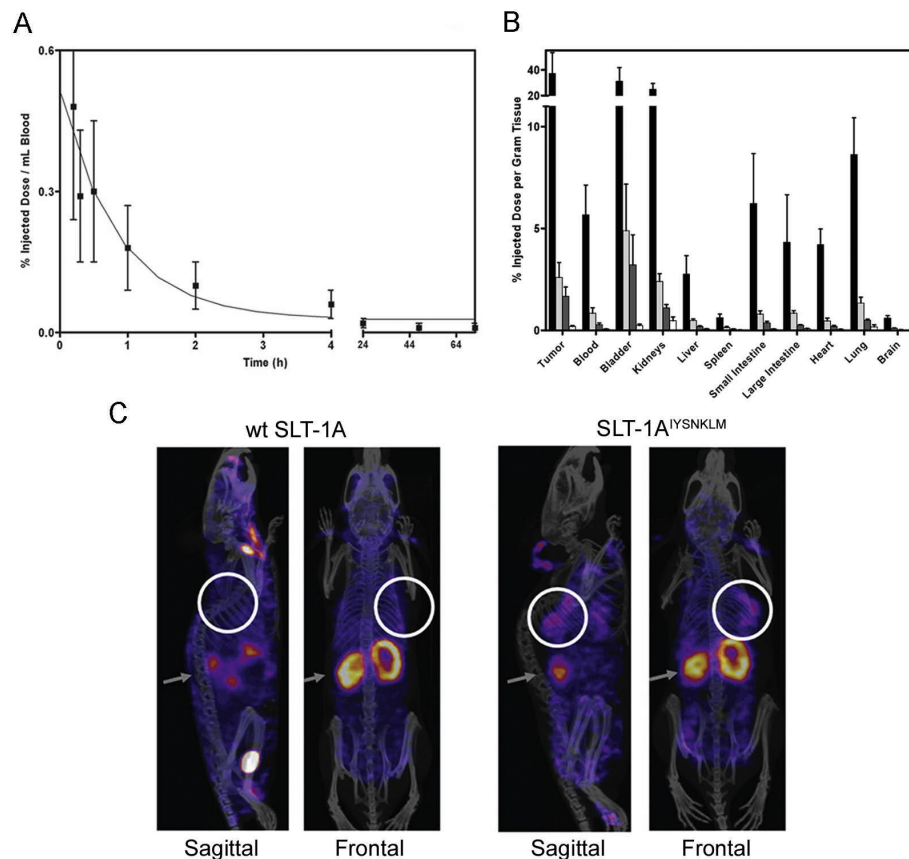 A
% Injected Dose / mL Blood
0.6
0.3
0.0
0 1 2 3 4 24 44 64
Time (h)
B
% Injected Dose per Gram Tissue
40
20
10
5
0
Tumor
Blood
Bladder
Kidneys
Liver
Spleen
Small Intestine
Large Intestine
Heart
Lung
Brain
C
wt SLT-1A
SLT-1A^IYSNKLM
Sagittal
Frontal
Sagittal
Frontal